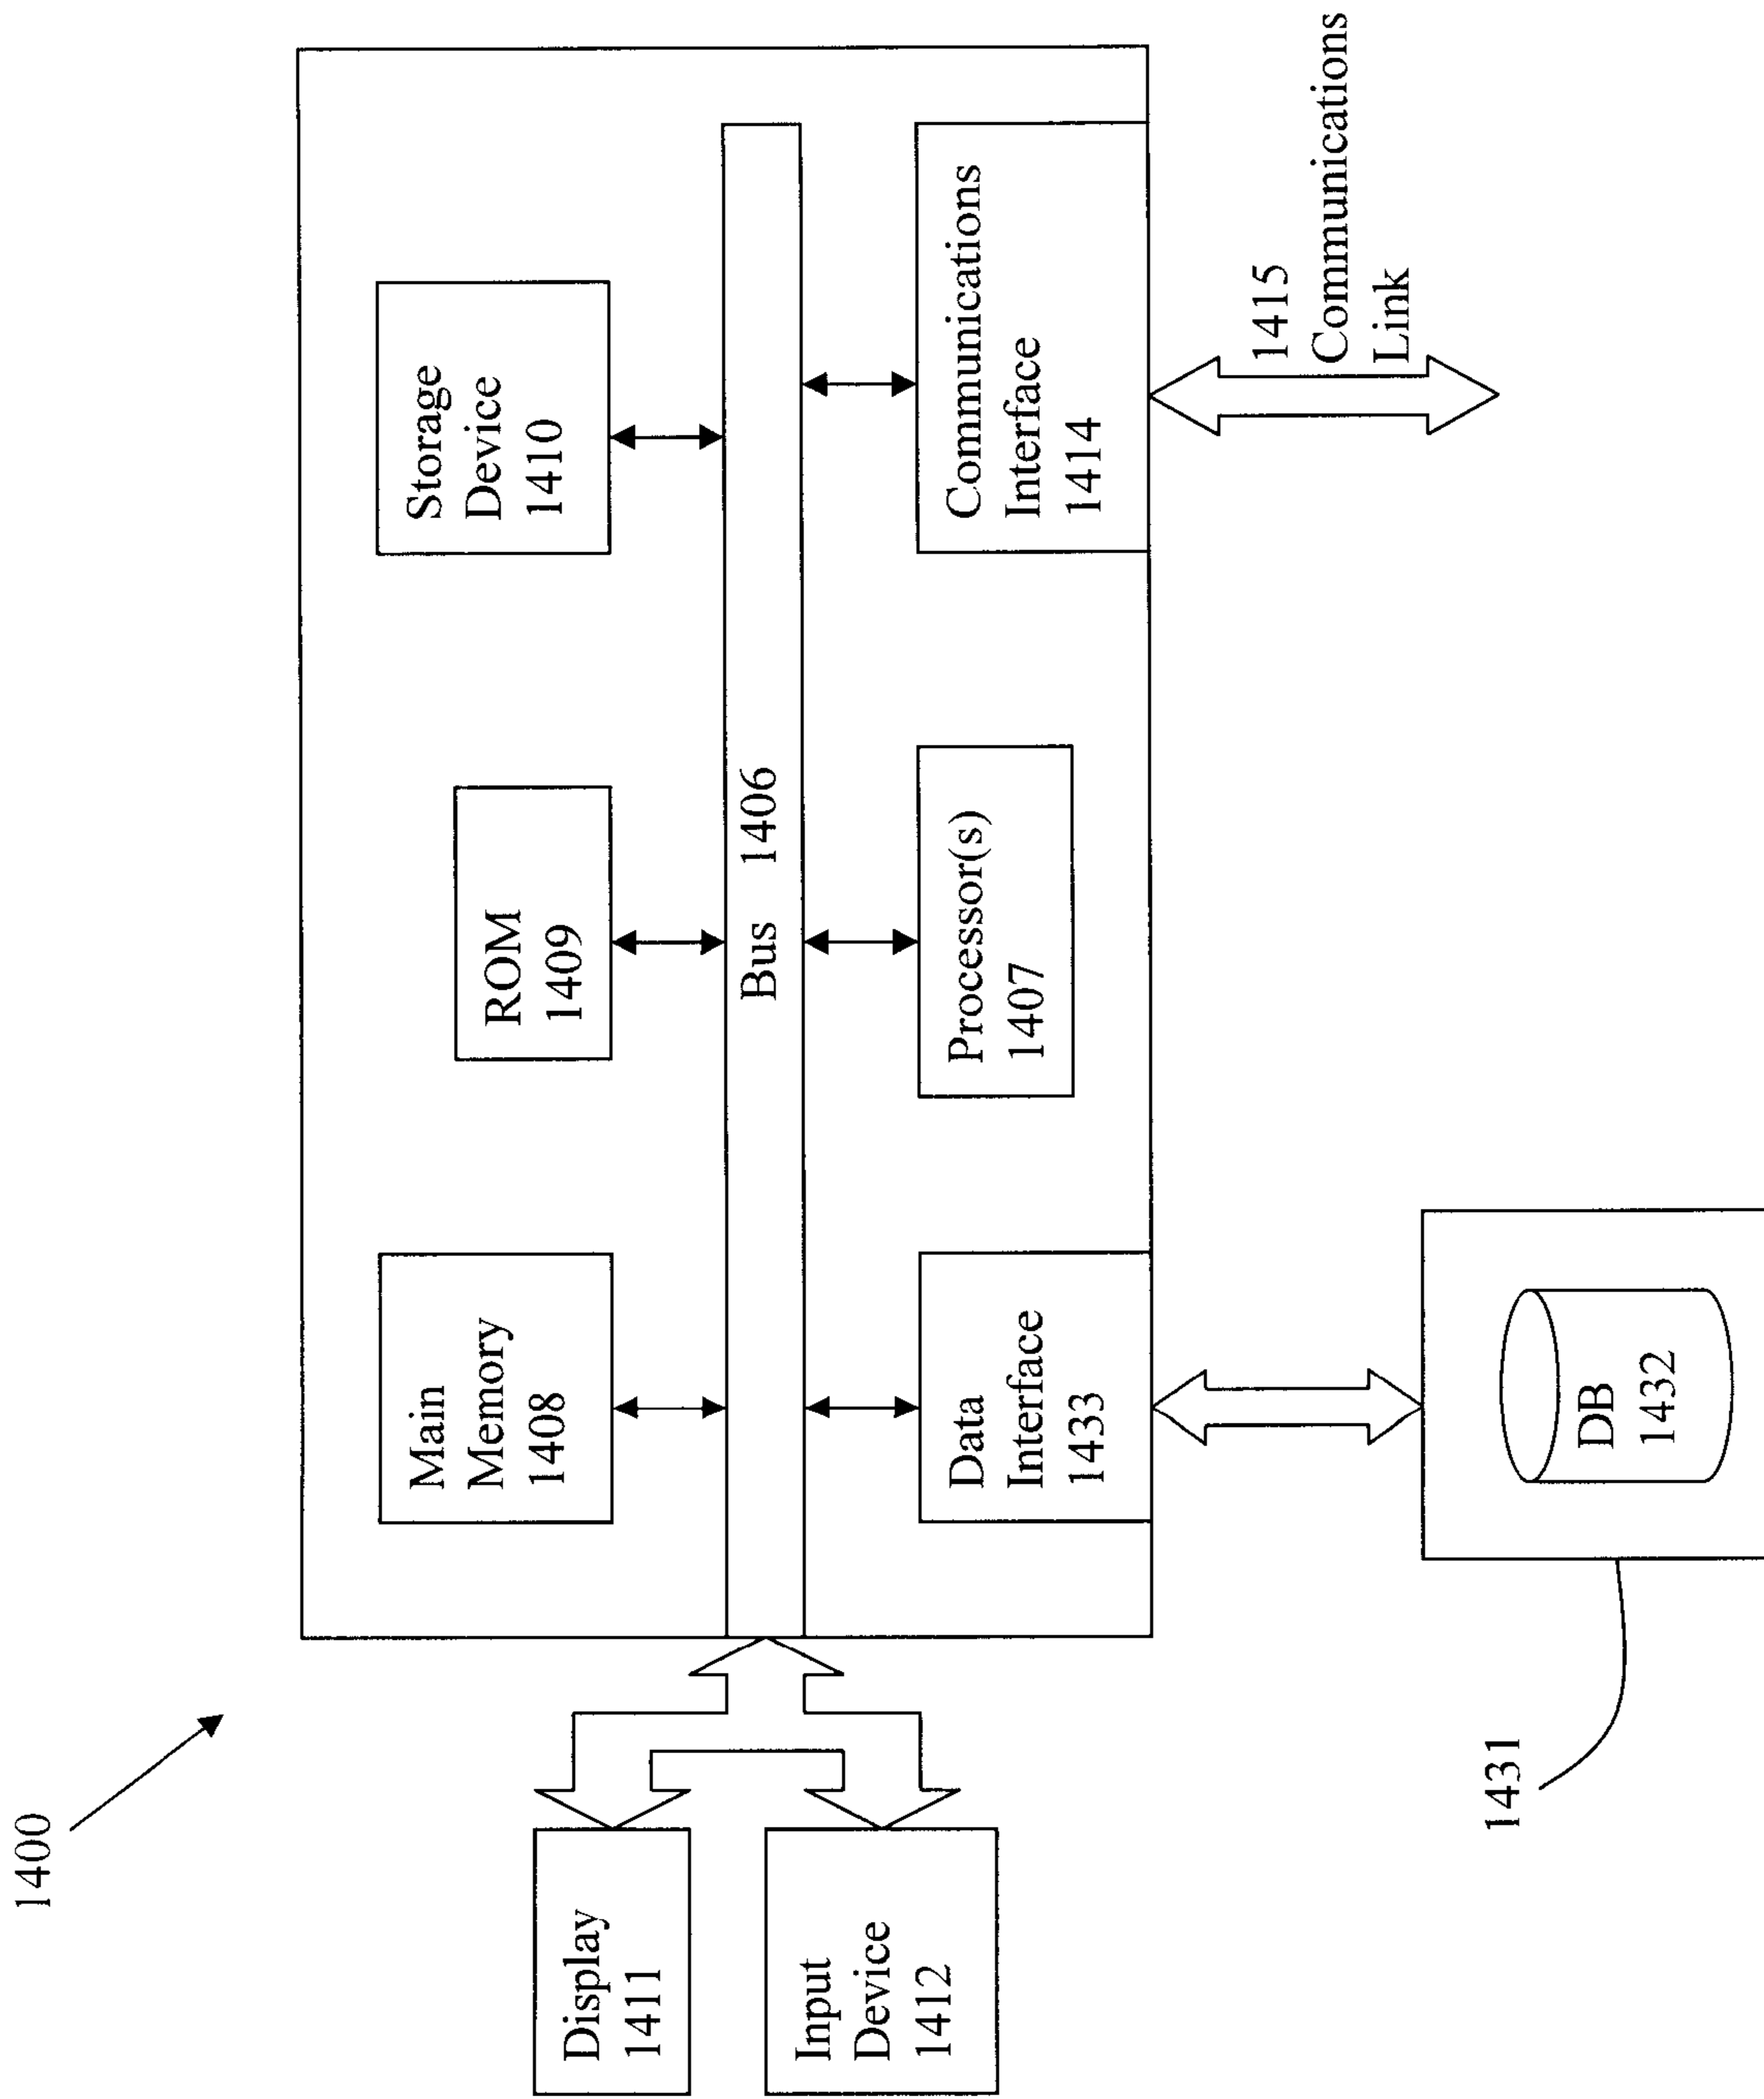 1400
Main
Memory
1408
ROM
1409
Storage
Device
1410
Display
1411
Bus 1406
Input
Device
1412
Data
Interface
1433
Processor(s)
1407
Communications
Interface
1414
1415
Communications
Link
1431
DB
1432